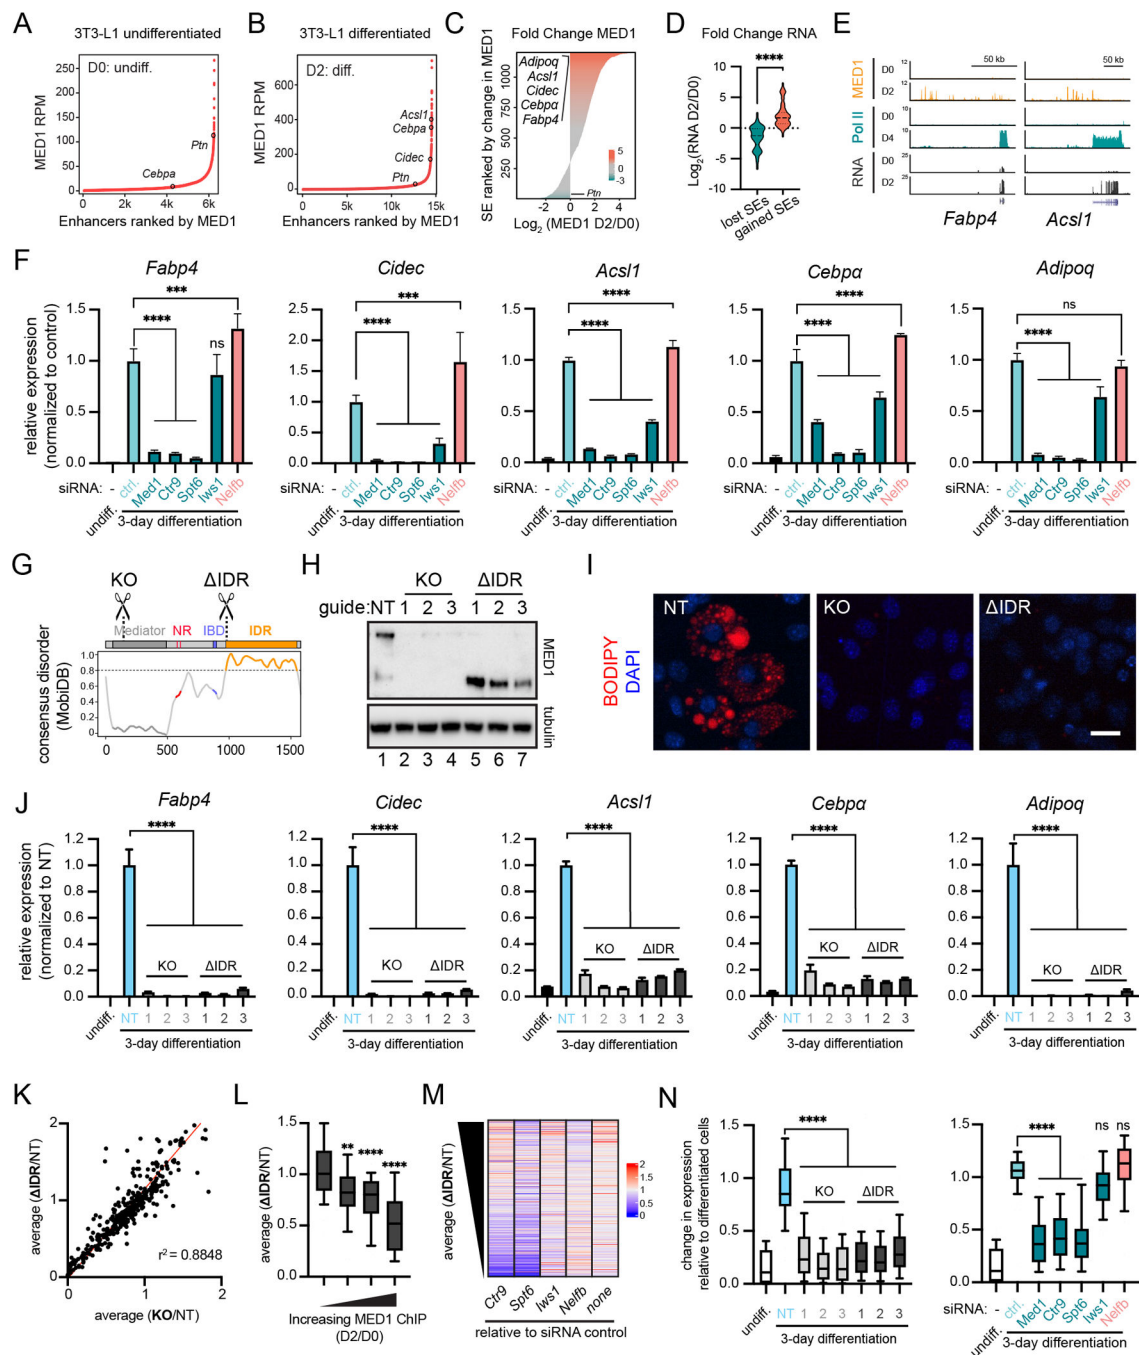 A
3T3-L1 undifferentiated
D0: undiff.
MED1 RPM
250
200
150
100
50
0
Ptn
Cebpa
0
2k
4k
6k
Enhancers ranked by MED1
B
3T3-L1 differentiated
D2: diff.
MED1 RPM
600
400
200
0
Acsl1
Cebpa
Cidec
Ptn
0
5k
10k
15k
Enhancers ranked by MED1
C
Fold Change MED1
SE ranked by change in MED1
1000
750
500
250
Adipoq
Acsl1
Cidec
Cebpα
Fabp4
5
0
-3
Ptn
-2
0
2
4
Log2 (MED1 D2/D0)
D
Fold Change RNA
****
Log2(RNA D2/D0)
10
5
0
-5
-10
lost SEs
gained SEs
E
50 kb
50 kb
MED1
D0
D2
12
Pol II
D0
D4
12
RNA
D0
D2
25
25
Fabp4
Acsl1
F
relative expression
(normalized to control)
Fabp4
***
****
ns
1.5
1.0
0.5
0.0
siRNA: - ctrl. Med1 Ctr9 Spt6 Iws1 Nelfb
undiff.
3-day differentiation
Cidec
***
****
2.5
2.0
1.5
1.0
0.5
0.0
siRNA: - ctrl. Med1 Ctr9 Spt6 Iws1 Nelfb
undiff.
3-day differentiation
Acsl1
****
****
1.5
1.0
0.5
0.0
siRNA: - ctrl. Med1 Ctr9 Spt6 Iws1 Nelfb
undiff.
3-day differentiation
Cebpα
****
****
1.5
1.0
0.5
0.0
siRNA: - ctrl. Med1 Ctr9 Spt6 Iws1 Nelfb
undiff.
3-day differentiation
Adipoq
ns
****
1.5
1.0
0.5
0.0
siRNA: - ctrl. Med1 Ctr9 Spt6 Iws1 Nelfb
undiff.
3-day differentiation
G
KO
ΔIDR
Mediator NR IBD IDR
consensus disorder
(MobiDB)
1.0
0.8
0.6
0.4
0.2
0.0
0
500
1000
1500
H
KO
ΔIDR
guide: NT 1 2 3 1 2 3
MED1
tubulin
1 2 3 4 5 6 7
I
BODIPY
DAPI
NT
KO
ΔIDR
J
relative expression
(normalized to NT)
Fabp4
****
1.2
1.0
0.8
0.6
0.4
0.2
0.0
KO
ΔIDR
undiff. NT 1 2 3 1 2 3
3-day differentiation
Cidec
****
1.2
1.0
0.8
0.6
0.4
0.2
0.0
KO
ΔIDR
undiff. NT 1 2 3 1 2 3
3-day differentiation
Acsl1
****
1.2
1.0
0.8
0.6
0.4
0.2
0.0
KO
ΔIDR
undiff. NT 1 2 3 1 2 3
3-day differentiation
Cebpα
****
1.2
1.0
0.8
0.6
0.4
0.2
0.0
KO
ΔIDR
undiff. NT 1 2 3 1 2 3
3-day differentiation
Adipoq
****
1.2
1.0
0.8
0.6
0.4
0.2
0.0
KO
ΔIDR
undiff. NT 1 2 3 1 2 3
3-day differentiation
K
average (ΔIDR/NT)
2
1
0
r2 = 0.8848
0
1
2
average (KO/NT)
L
average (ΔIDR/NT)
1.5
1.0
0.5
0.0
**
****
****
Increasing MED1 ChIP
(D2/D0)
M
average (ΔIDR/NT)
2
1.5
1
0.5
0
Ctr9 Spt6 Iws1 Nelfb none
relative to siRNA control
N
change in expression
relative to differentiated cells
****
1.5
1.0
0.5
0.0
KO
ΔIDR
undiff. NT 1 2 3 1 2 3
3-day differentiation
****
ns
ns
1.5
1.0
0.5
0.0
siRNA: - ctrl. Med1 Ctr9 Spt6 Iws1 Nelfb
undiff.
3-day differentiation